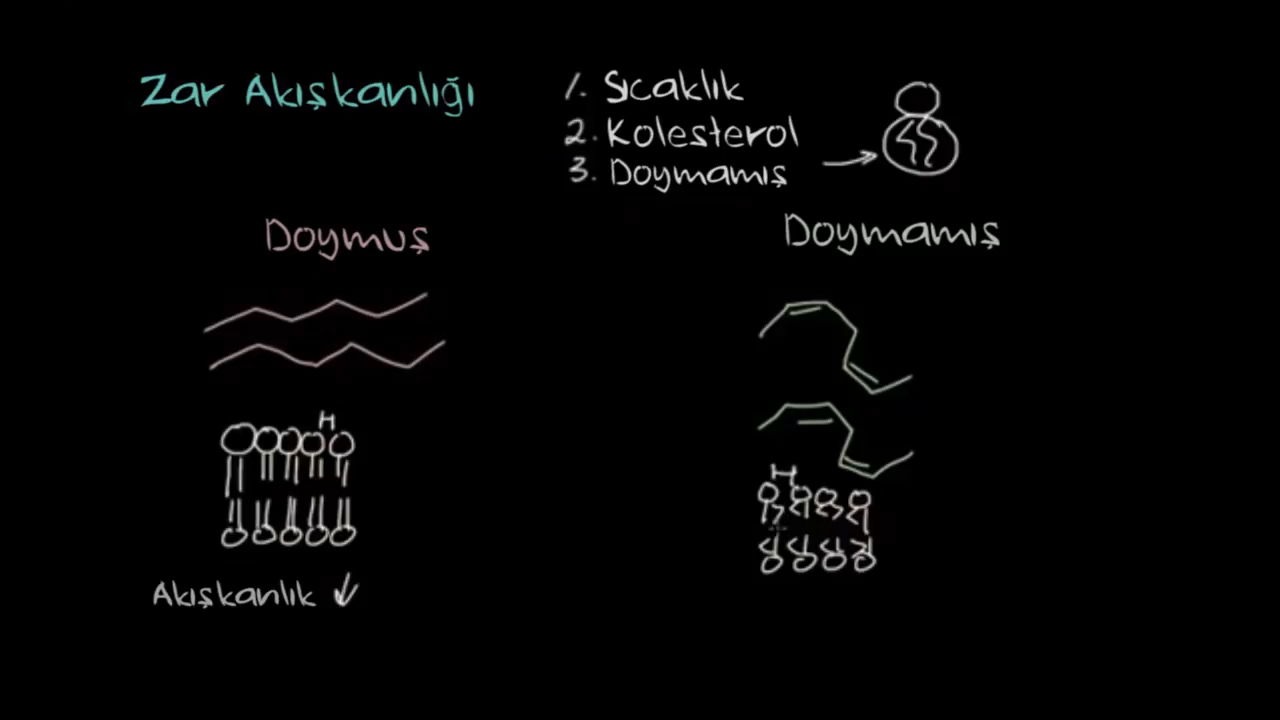 Zar Akışkanlığı
1. Sıcaklık
2. Kolesterol
3. Doymamış
Doymuş
Doymamış
H
H
Akışkanlık ↓